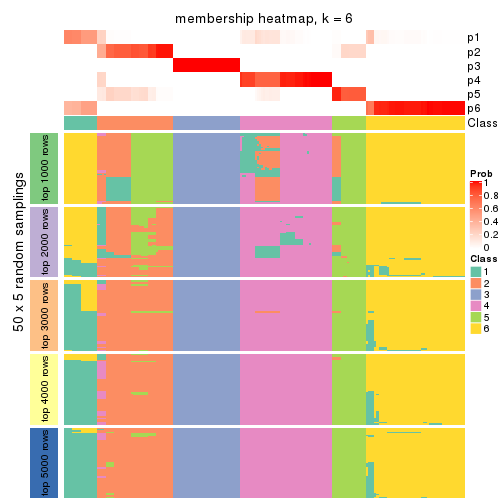 membership heatmap, k = 6
p1
p2
p3
p4
p5
p6
Class
50 x 5 random samplings
top 1000 rows
top 2000 rows
top 3000 rows
top 4000 rows
top 5000 rows
Prob
1
0.8
0.6
0.4
0.2
0
Class
1
2
3
4
5
6